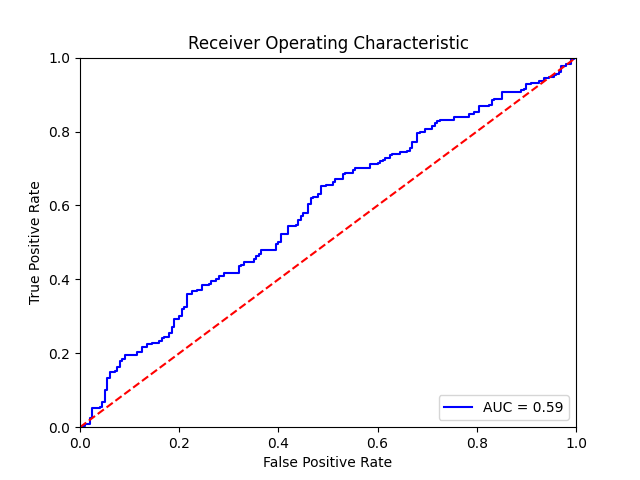 Receiver Operating Characteristic
1.0
0.8
0.6
0.4
0.2
0.0
True Positive Rate
AUC = 0.59
0.0 0.2 0.4 0.6 0.8 1.0
False Positive Rate